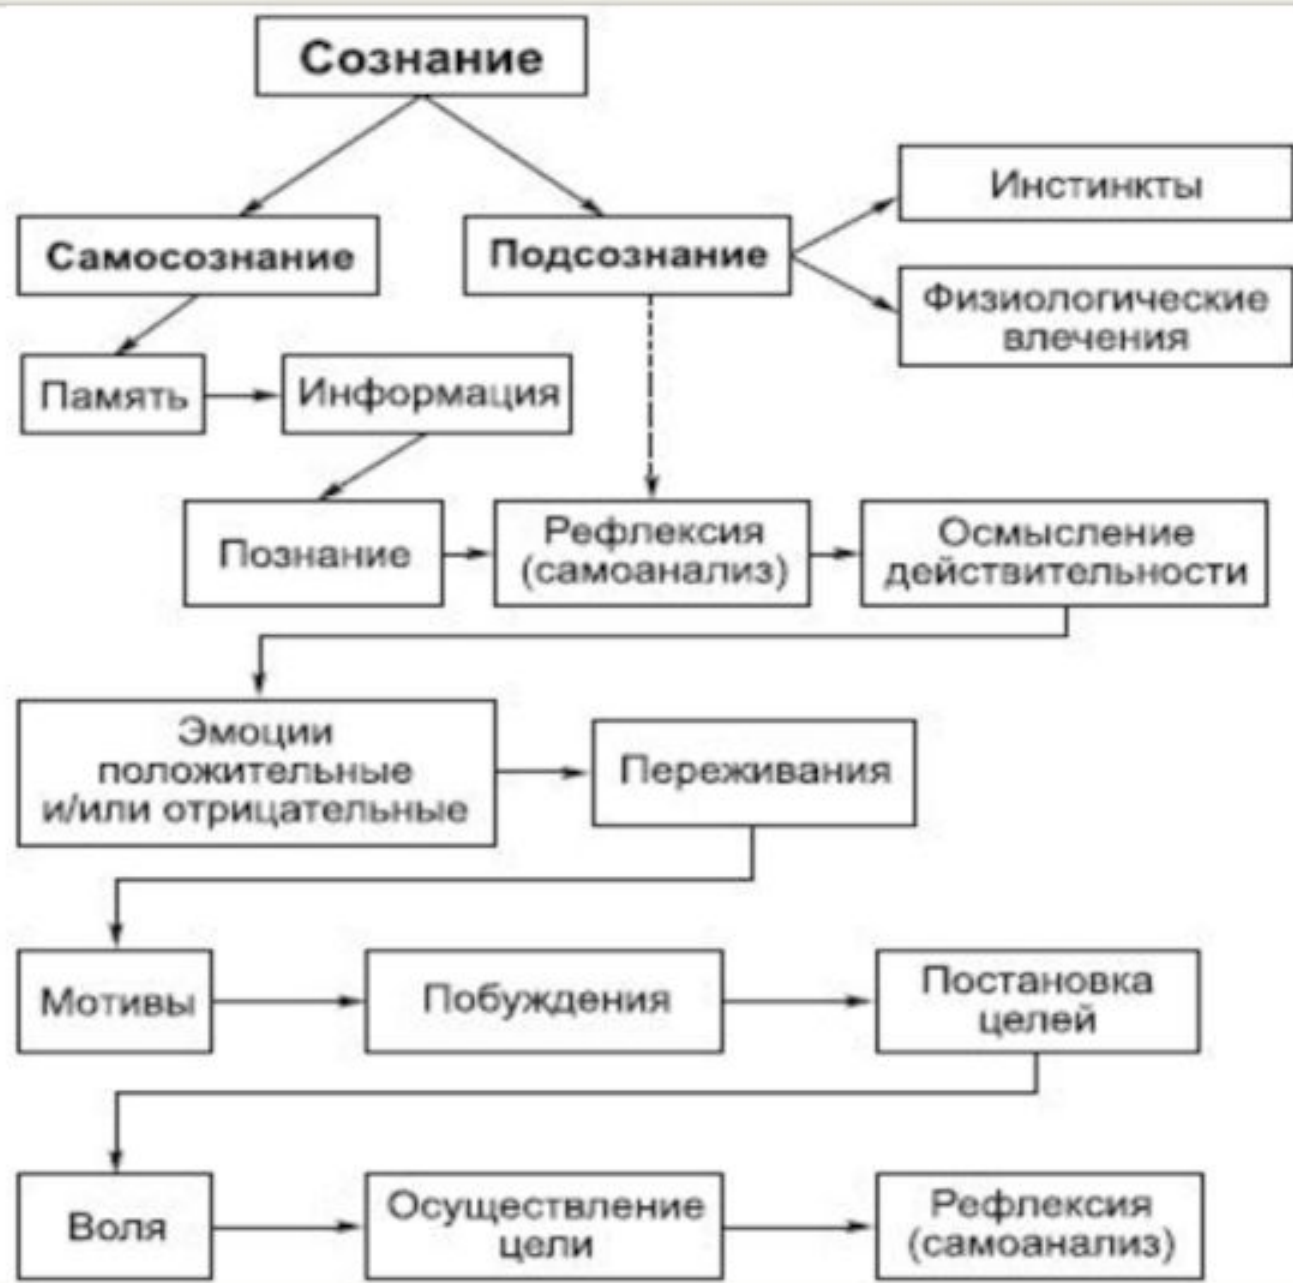 Сознание
Инстинкты
Самосознание
Подсознание
Физиологические
влечения
Память
Информация
Познание
Рефлексия
(самоанализ)
Осмысление
действительности
Эмоции
положительные
и/или отрицательные
Переживания
Мотивы
Побуждения
Постановка
целей
Воля
Осуществление
цели
Рефлексия
(самоанализ)